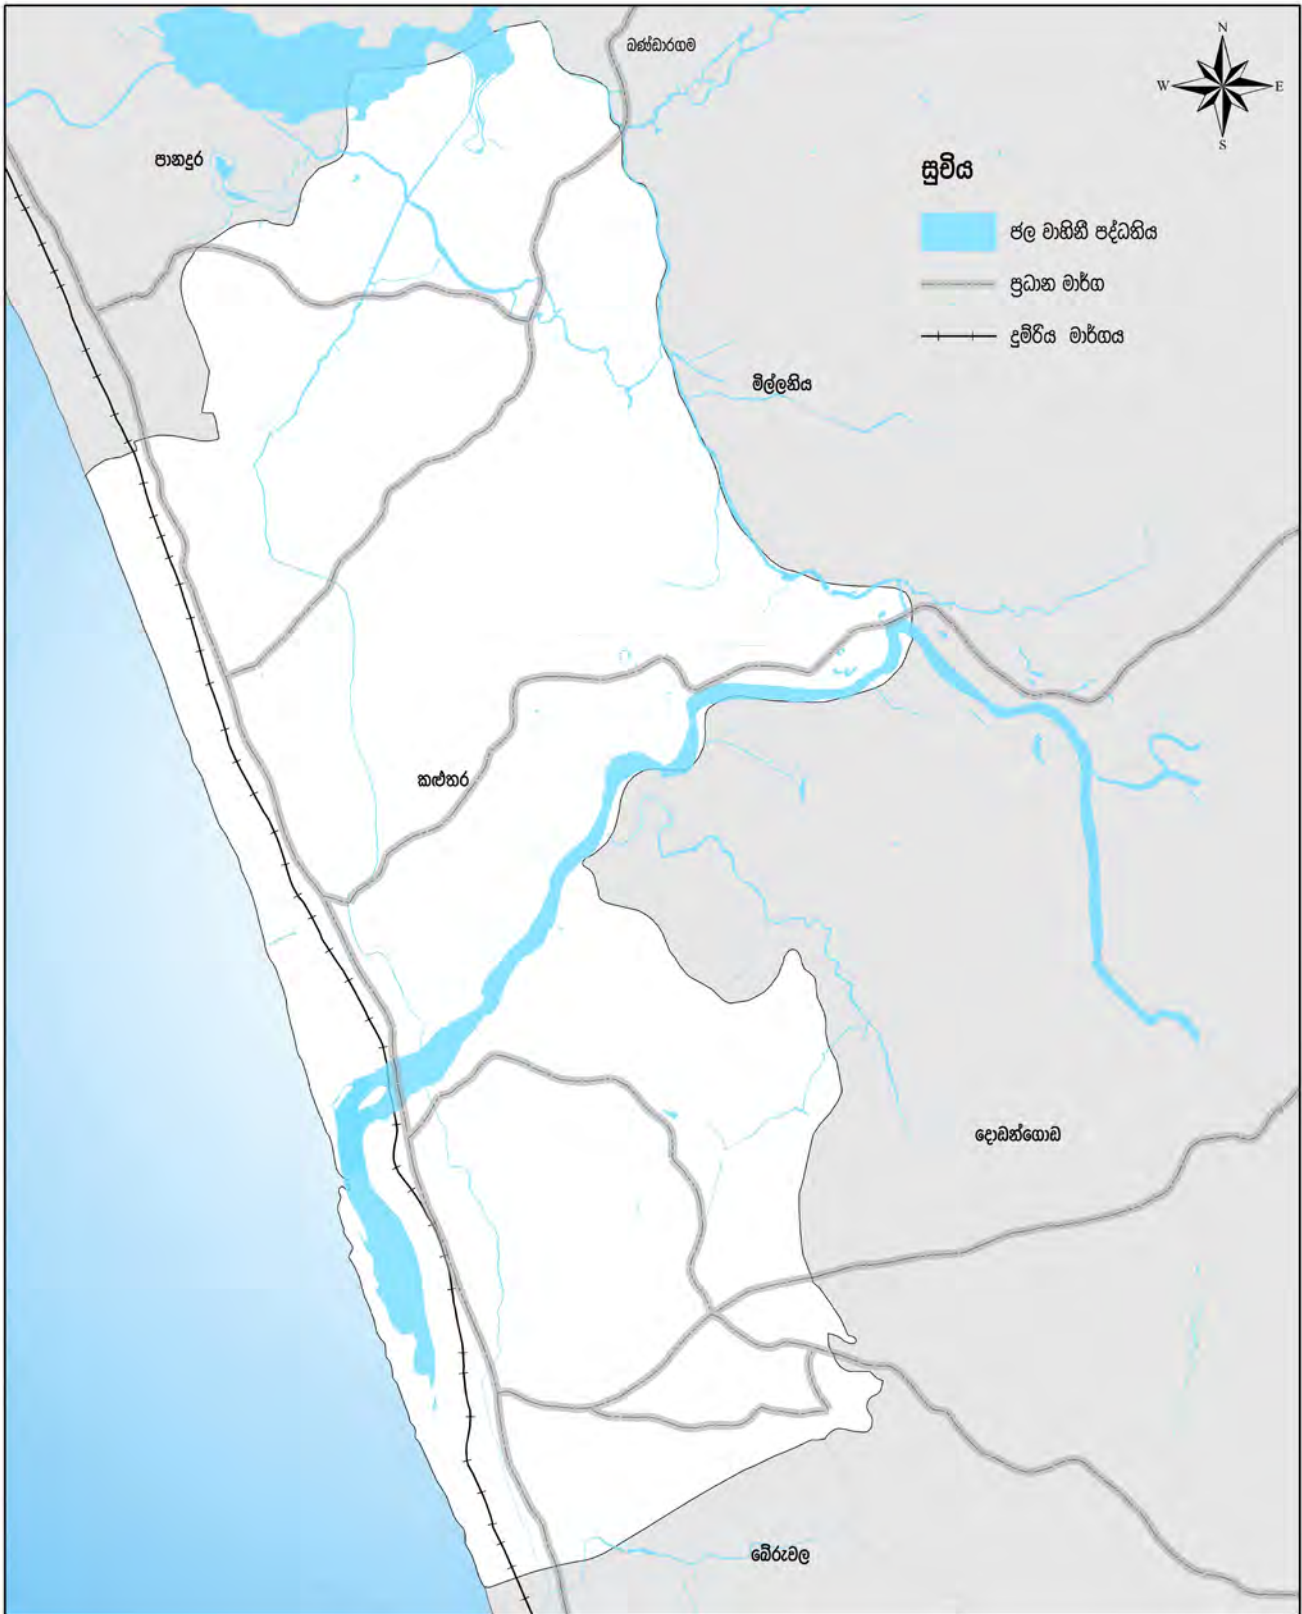 බණ්ඩාරගම
N
W
E
S
පානදුර
සුචිය
ජල වාහිනී පද්ධතිය
ප්‍රධාන මාර්ග
දුම්රිය මාර්ගය
මිල්ලනිය
කළුතර
දොඩන්ගොඩ
බේරුවල